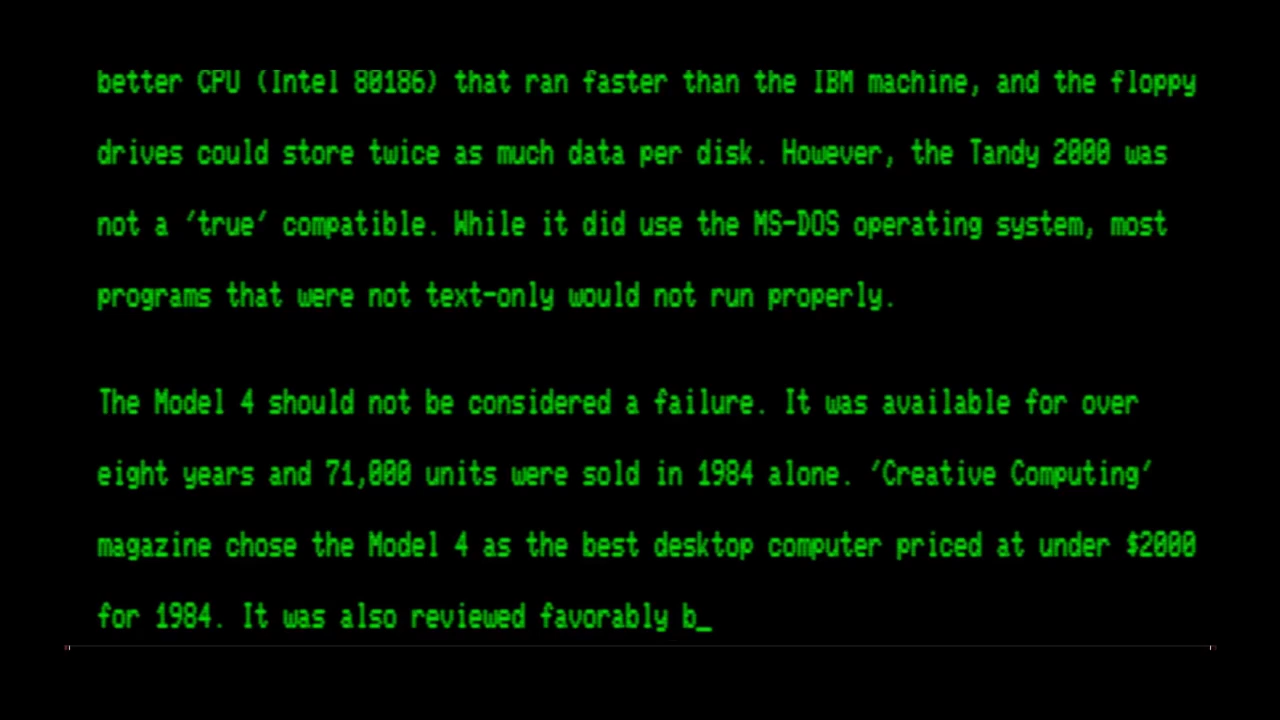 better CPU (Intel 80186) that ran faster than the IBM machine, and the floppy
drives could store twice as much data per disk. However, the Tandy 2000 was
not a 'true' compatible. While it did use the MS-DOS operating system, most
programs that were not text-only would not run properly.
The Model 4 should not be considered a failure. It was available for over
eight years and 71,000 units were sold in 1984 alone. 'Creative Computing'
magazine chose the Model 4 as the best desktop computer priced at under $2000
for 1984. It was also reviewed favorably b_